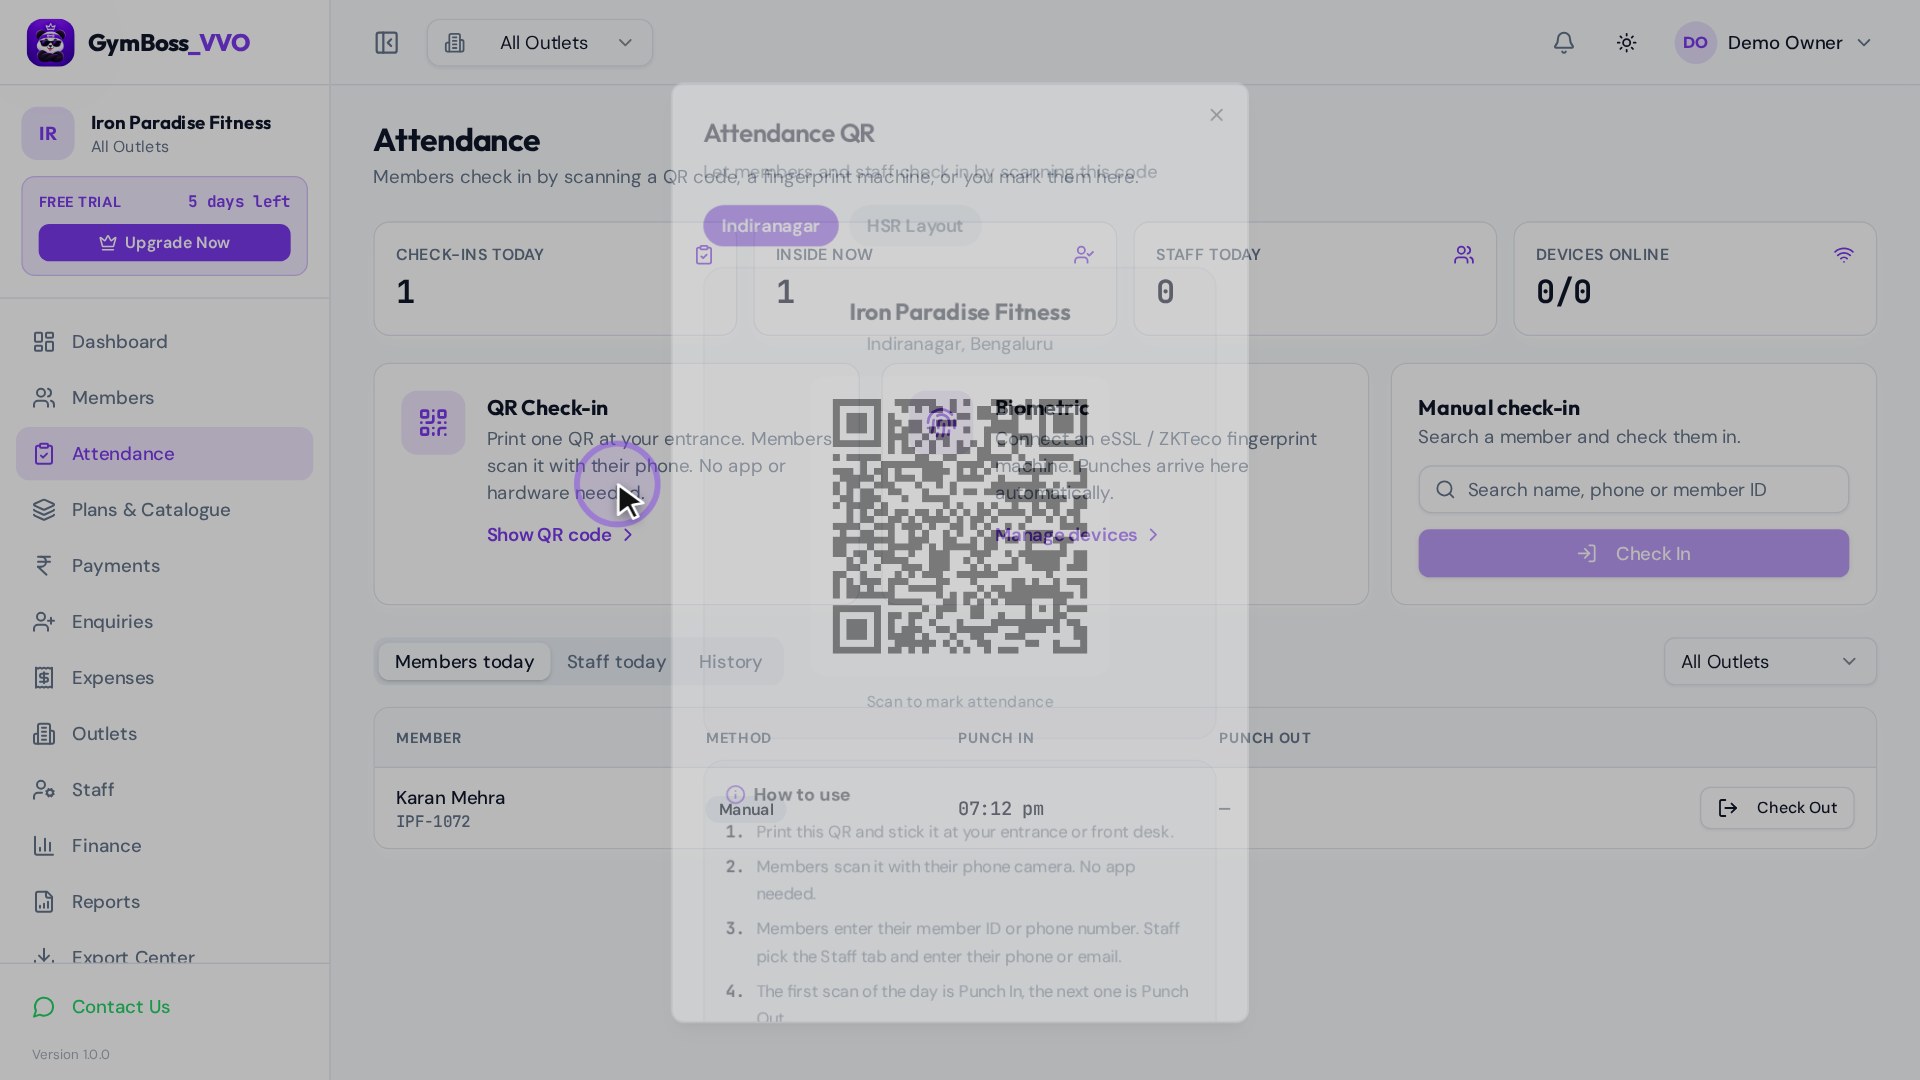 GymBoss_VVO
All Outlets
DO
Demo Owner
IR
Iron Paradise Fitness
All Outlets
FREE TRIAL
5 days left
Upgrade Now
Dashboard
Members
Attendance
Plans & Catalogue
Payments
Enquiries
Expenses
Outlets
Staff
Finance
Reports
Export Center
Contact Us
Version 1.0.0
Attendance
Members check in by scanning a QR code, a fingerprint machine, or you mark them here.
CHECK-INS TODAY
1
INSIDE NOW
1
STAFF TODAY
0
DEVICES ONLINE
0/0
QR Check-in
Print one QR at your entrance. Members
scan it with their phone. No app or
hardware needed.
Show QR code
Biometric
Connect an eSSL / ZKTeco fingerprint
machine. Punches arrive here
automatically.
Manage devices
Manual check-in
Search a member and check them in.
Search name, phone or member ID
Check In
Members today
Staff today
History
All Outlets
MEMBER
METHOD
PUNCH IN
PUNCH OUT
Karan Mehra
IPF-1072
Manual
07:12 pm
—
Check Out
Attendance QR
Let members and staff check in by scanning this code
Indiranagar
HSR Layout
Iron Paradise Fitness
Indiranagar, Bengaluru
Scan to mark attendance
How to use
1. Print this QR and stick it at your entrance or front desk.
2. Members scan it with their phone camera. No app
needed.
3. Members enter their member ID or phone number. Staff
pick the Staff tab and enter their phone or email.
4. The first scan of the day is Punch In, the next one is Punch
Out